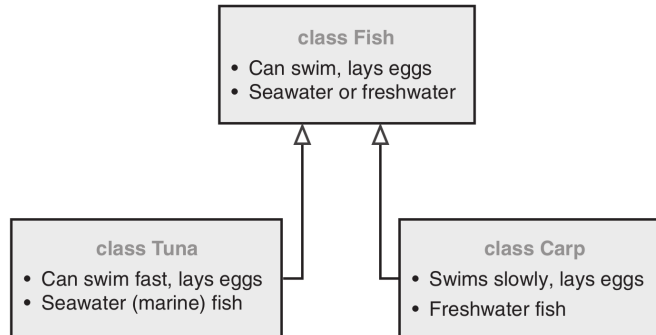 class Fish
• Can swim, lays eggs
• Seawater or freshwater
class Tuna
• Can swim fast, lays eggs
• Seawater (marine) fish
class Carp
• Swims slowly, lays eggs
• Freshwater fish